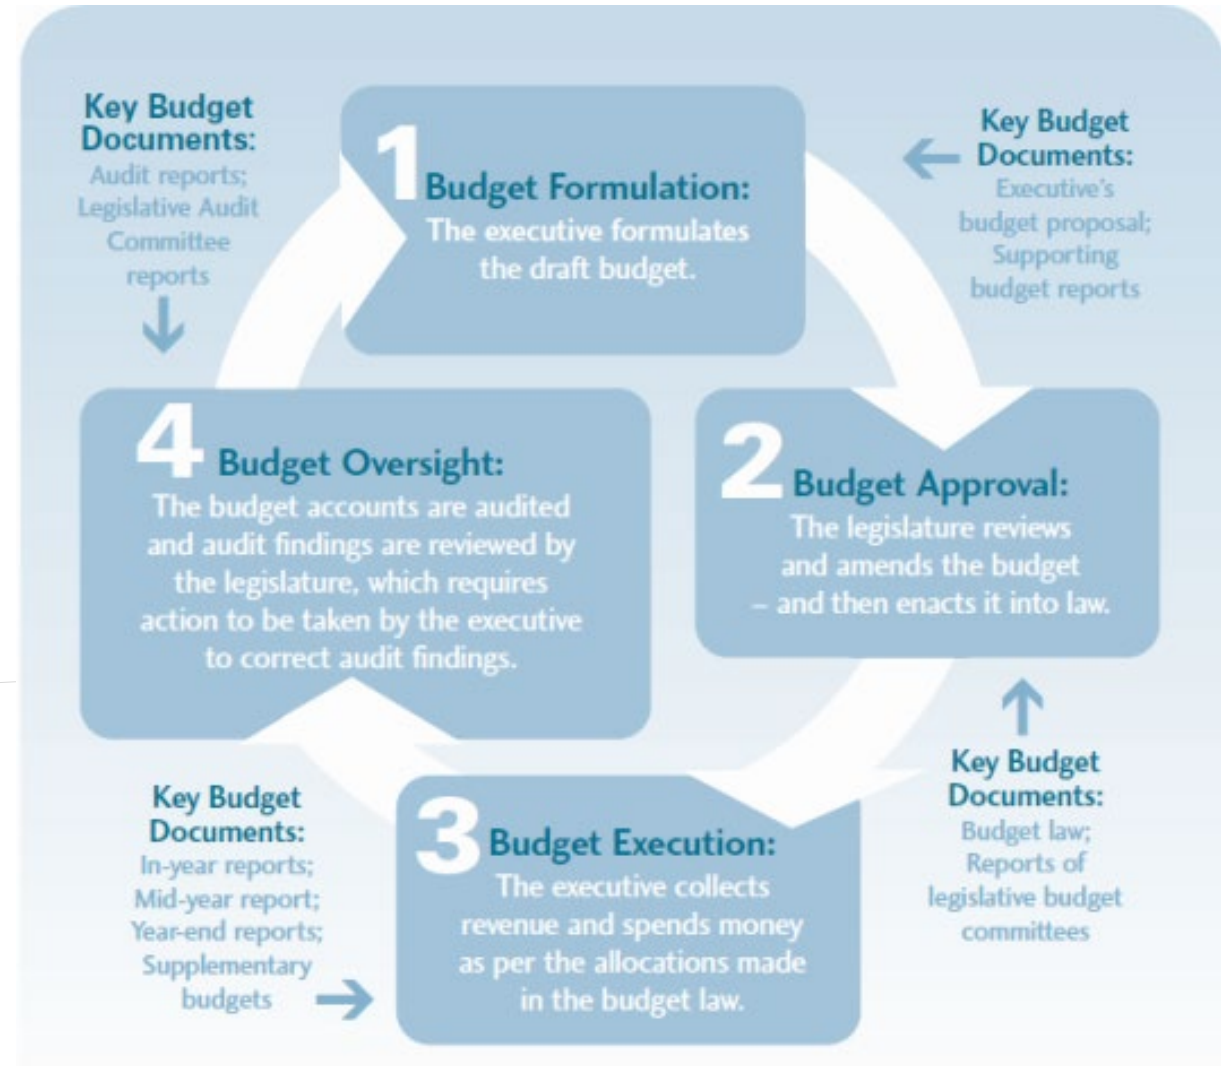 Key Budget
Documents:
Audit reports;
Legislative Audit
Committee
reports
1
Budget Formulation:
The executive formulates
the draft budget.
Key Budget
Documents:
Executive's
budget proposal;
Supporting
budget reports
4
Budget Oversight:
The budget accounts are audited
and audit findings are reviewed by
the legislature, which requires
action to be taken by the executive
to correct audit findings.
2
Budget Approval:
The legislature reviews
and amends the budget
– and then enacts it into law.
Key Budget
Documents:
In-year reports;
Mid-year report;
Year-end reports;
Supplementary
budgets
3
Budget Execution:
The executive collects
revenue and spends money
as per the allocations made
in the budget law.
Key Budget
Documents:
Budget law;
Reports of
legislative budget
committees